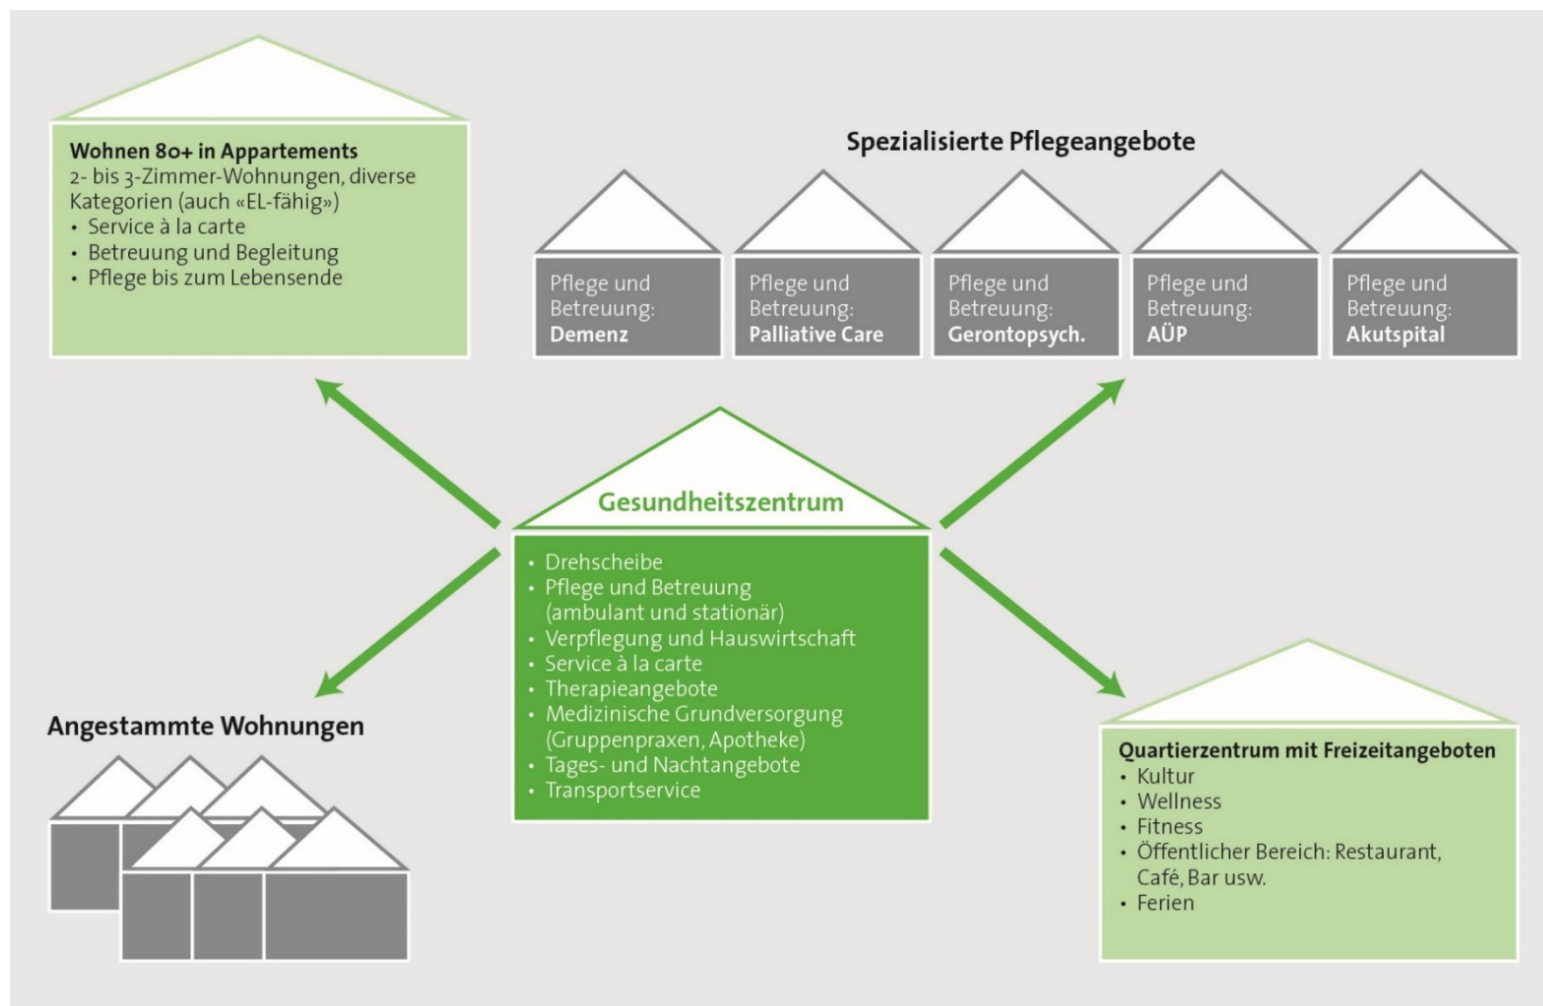 Wohnen 80+ in Appartements
2- bis 3-Zimmer-Wohnungen, diverse
Kategorien (auch «EL-fähig»)
• Service à la carte
• Betreuung und Begleitung
• Pflege bis zum Lebensende
Spezialisierte Pflegeangebote
Pflege und
Betreuung:
Demenz
Pflege und
Betreuung:
Palliative Care
Pflege und
Betreuung:
Gerontopsych.
Pflege und
Betreuung:
AÜP
Pflege und
Betreuung:
Akutspital
Gesundheitszentrum
• Drehscheibe
• Pflege und Betreuung
(ambulant und stationär)
• Verpflegung und Hauswirtschaft
• Service à la carte
• Therapieangebote
• Medizinische Grundversorgung
(Gruppenpraxen, Apotheke)
• Tages- und Nachtangebote
• Transportservice
Angestammte Wohnungen
Quartierzentrum mit Freizeitangeboten
• Kultur
• Wellness
• Fitness
• Öffentlicher Bereich: Restaurant,
Café, Bar usw.
• Ferien